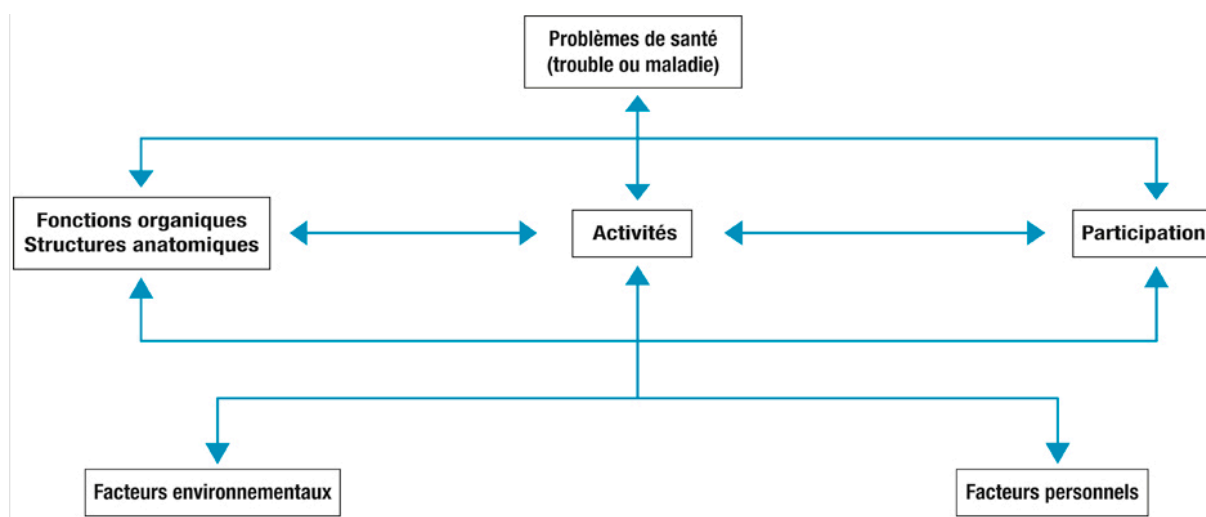 Problèmes de santé
(trouble ou maladie)
Fonctions organiques
Structures anatomiques
Activités
Participation
Facteurs environnementaux
Facteurs personnels